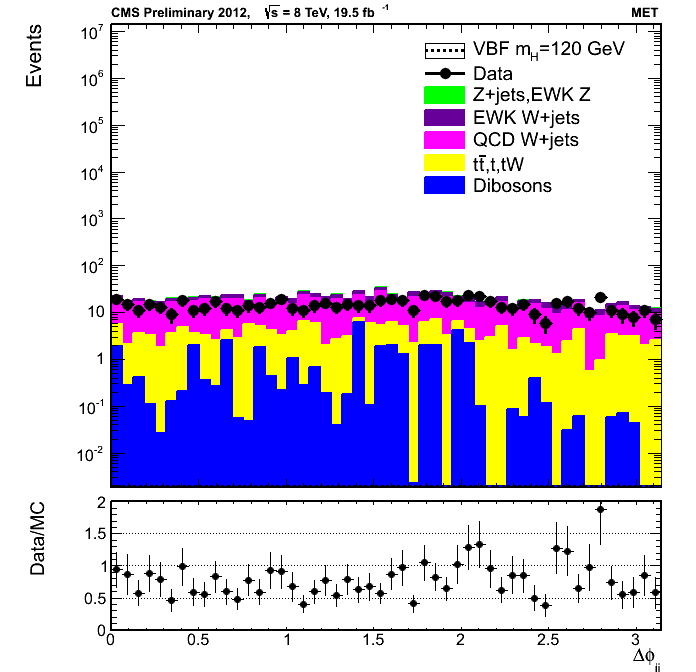 CMS Preliminary 2012, √s = 8 TeV, 19.5 fb⁻¹ MET
Events
10⁷
10⁶
10⁵
10⁴
10³
10²
10
1
10⁻¹
10⁻²
VBF m_H=120 GeV
Data
Z+jets,EWK Z
EWK W+jets
QCD W+jets
tt̄,t,tW
Dibosons
Data/MC
2
1.5
1
0.5
0
0 0.5 1 1.5 2 2.5 3
Δϕ_jj